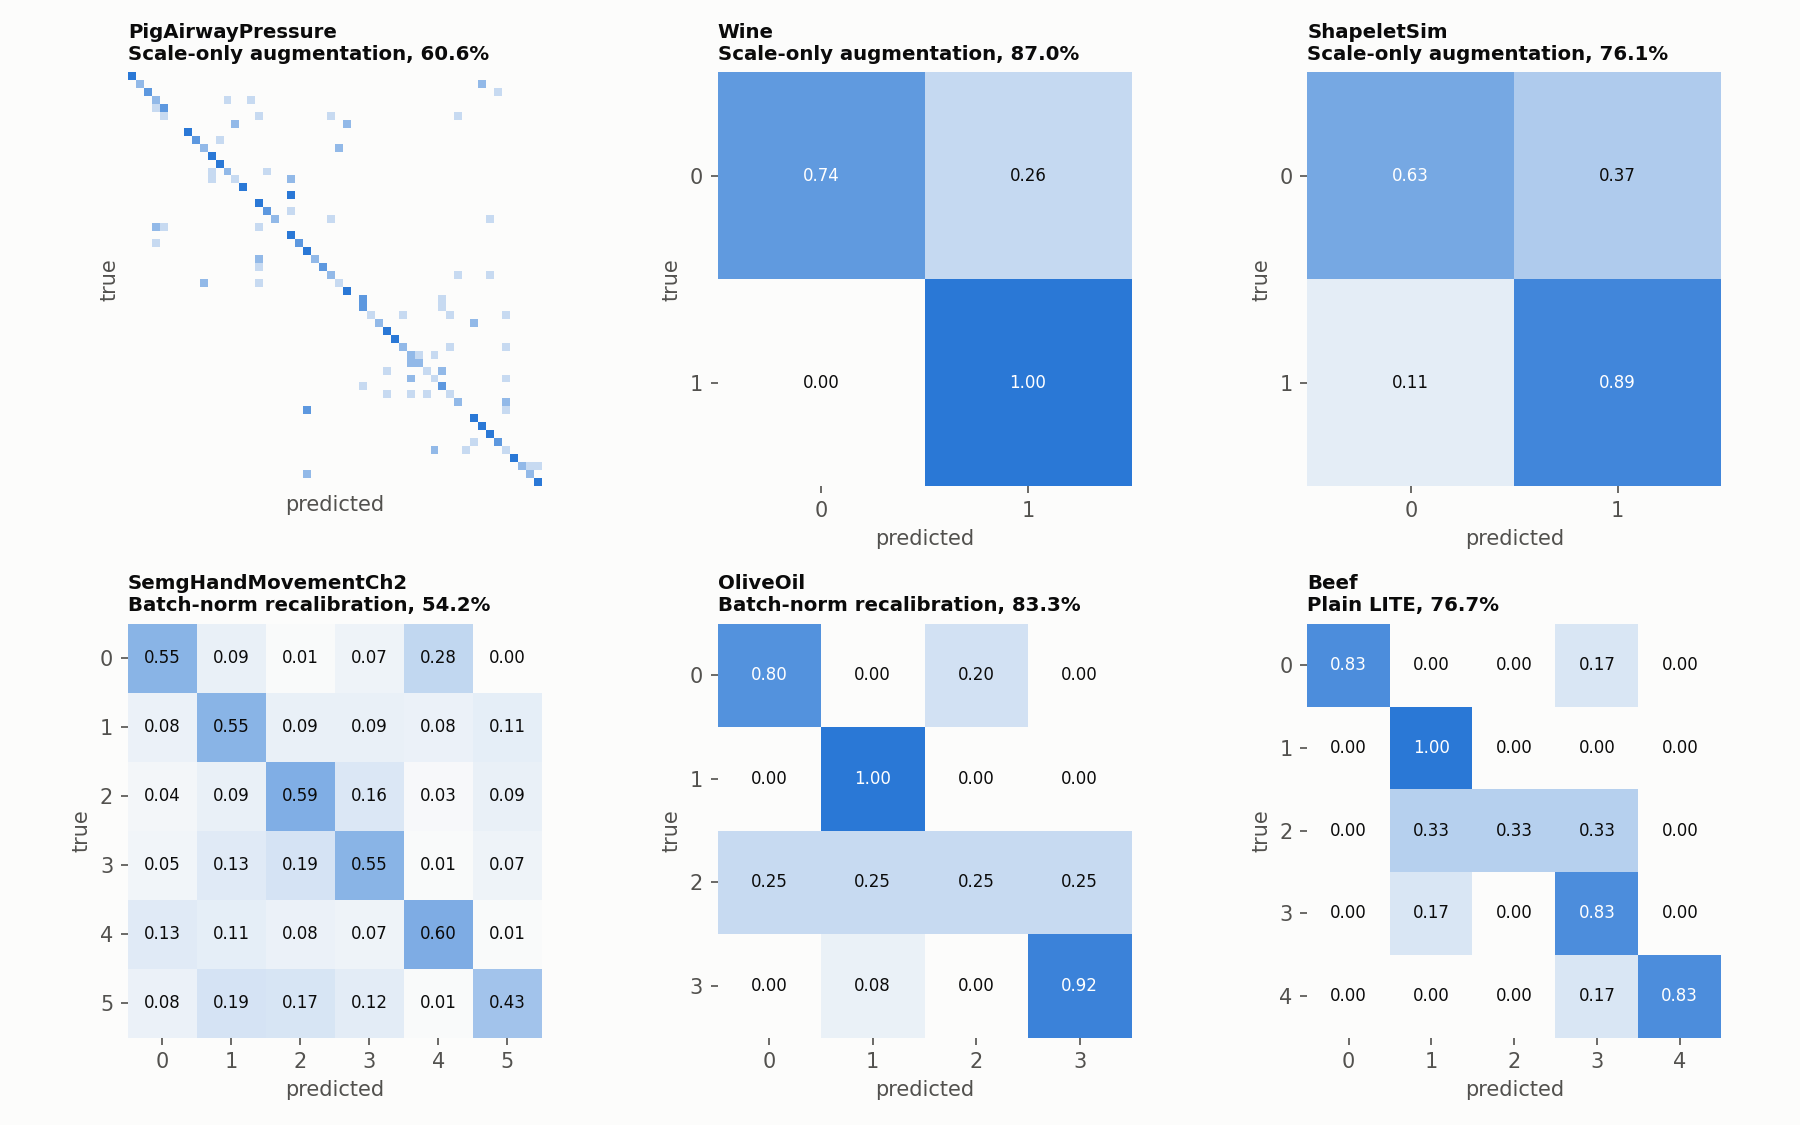 PigAirwayPressure
Scale-only augmentation, 60.6%
true
predicted
Wine
Scale-only augmentation, 87.0%
true
0 0.74 0.26
1 0.00 1.00
0 1
predicted
ShapeletSim
Scale-only augmentation, 76.1%
true
0 0.63 0.37
1 0.11 0.89
0 1
predicted
SemgHandMovementCh2
Batch-norm recalibration, 54.2%
true
0 0.55 0.09 0.01 0.07 0.28 0.00
1 0.08 0.55 0.09 0.09 0.08 0.11
2 0.04 0.09 0.59 0.16 0.03 0.09
3 0.05 0.13 0.19 0.55 0.01 0.07
4 0.13 0.11 0.08 0.07 0.60 0.01
5 0.08 0.19 0.17 0.12 0.01 0.43
0 1 2 3 4 5
predicted
OliveOil
Batch-norm recalibration, 83.3%
true
0 0.80 0.00 0.20 0.00
1 0.00 1.00 0.00 0.00
2 0.25 0.25 0.25 0.25
3 0.00 0.08 0.00 0.92
0 1 2 3
predicted
Beef
Plain LITE, 76.7%
true
0 0.83 0.00 0.00 0.17 0.00
1 0.00 1.00 0.00 0.00 0.00
2 0.00 0.33 0.33 0.33 0.00
3 0.00 0.17 0.00 0.83 0.00
4 0.00 0.00 0.00 0.17 0.83
0 1 2 3 4
predicted